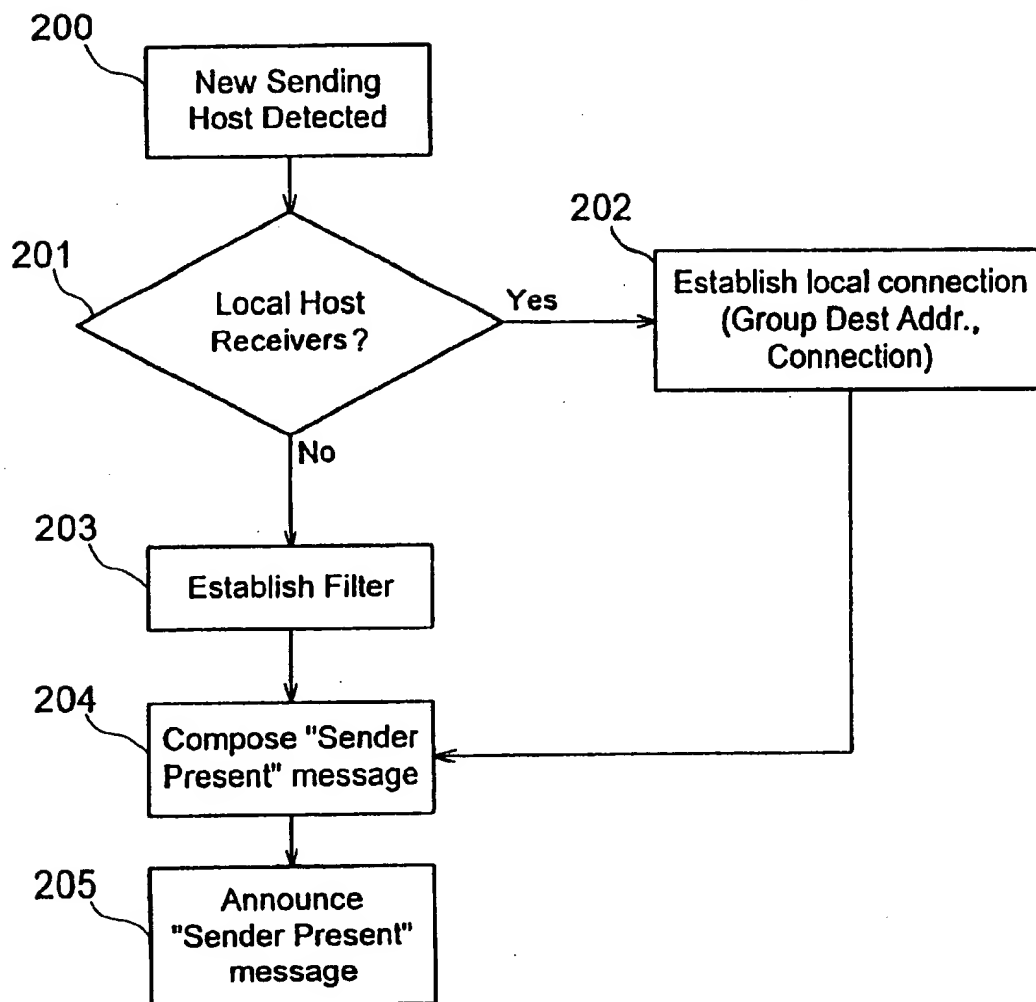 200
New Sending
Host Detected
201
Local Host
Receivers?
Yes
202
Establish local connection
(Group Dest Addr.,
Connection)
No
203
Establish Filter
204
Compose "Sender
Present" message
205
Announce
"Sender Present"
message